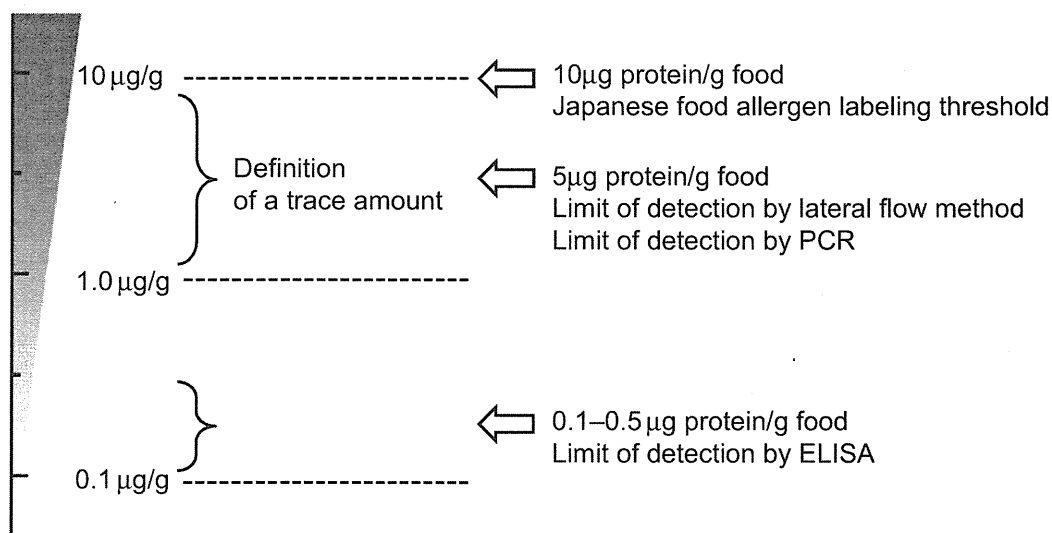 10 μg/g
10μg protein/g food
Japanese food allergen labeling threshold
Definition
of a trace amount
5μg protein/g food
Limit of detection by lateral flow method
Limit of detection by PCR
1.0 μg/g
0.1–0.5 μg protein/g food
Limit of detection by ELISA
0.1 μg/g